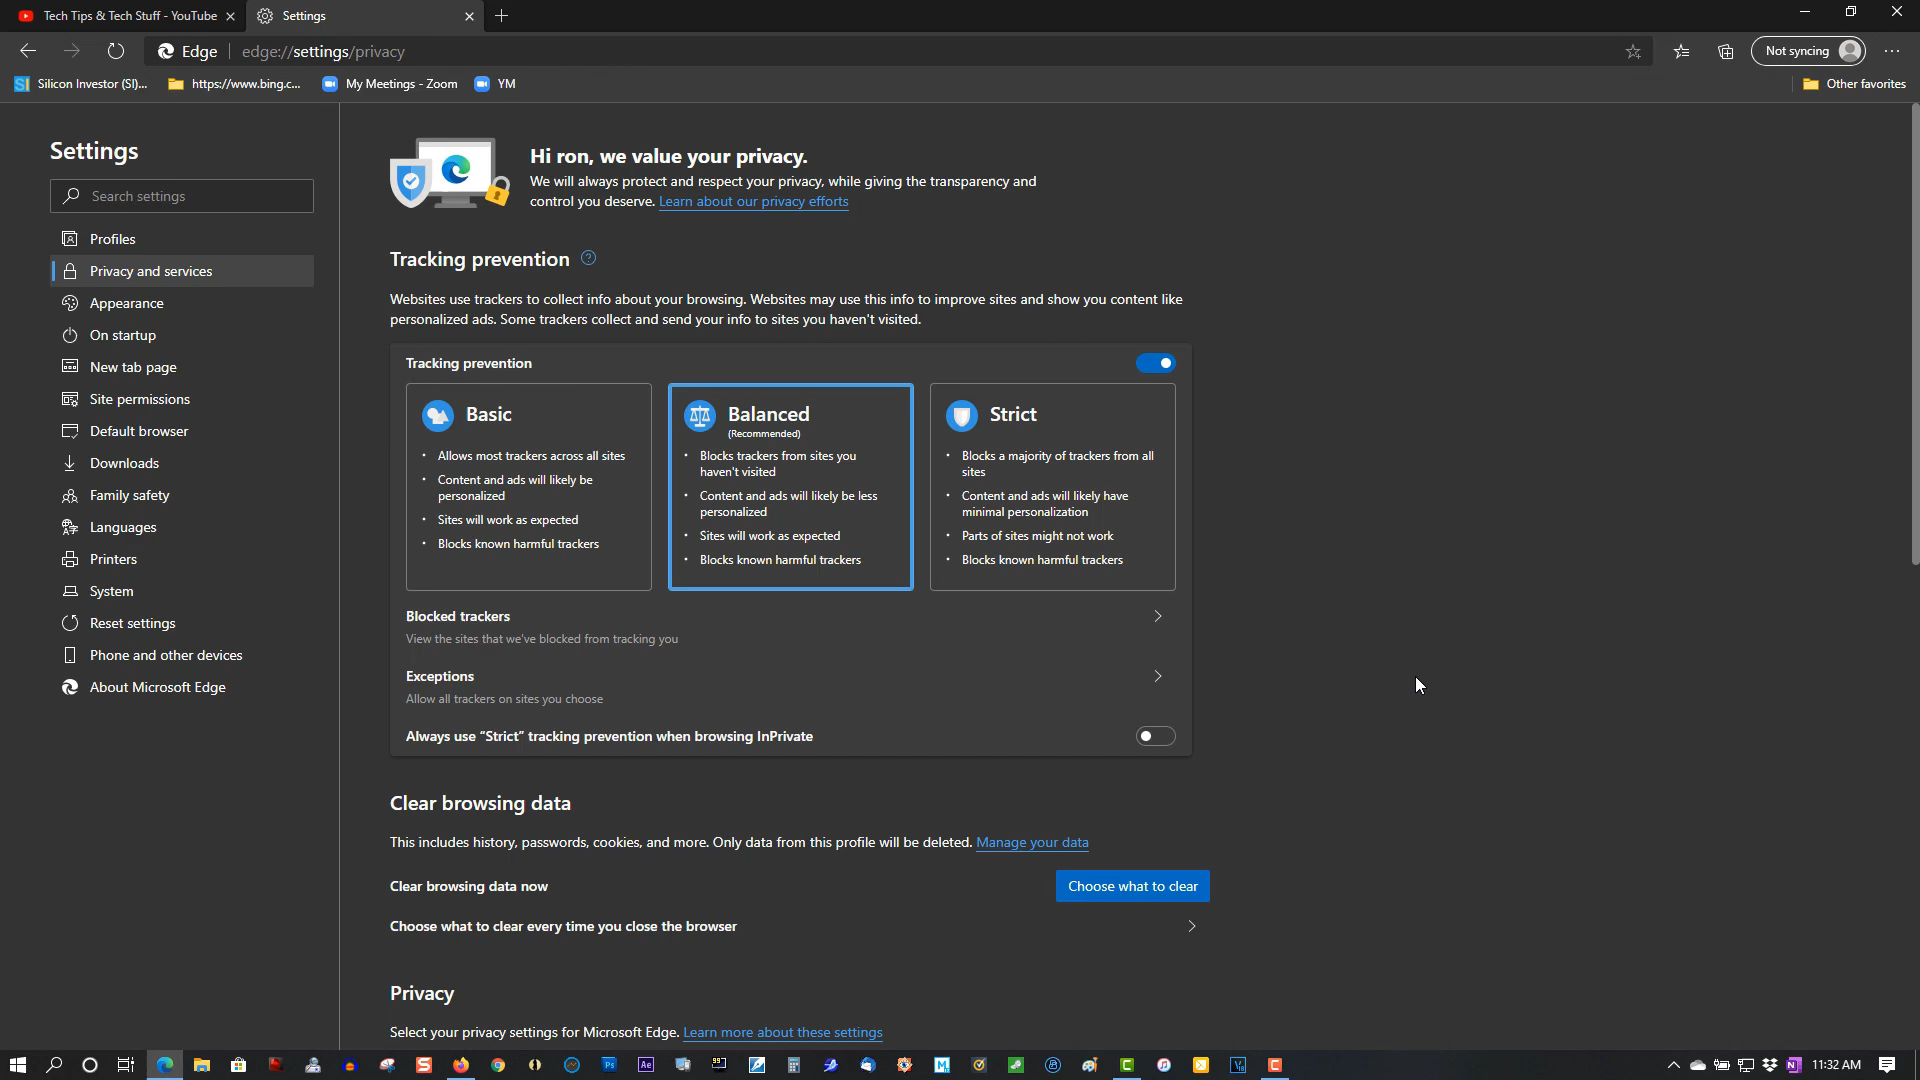 Tech Tips & Tech Stuff - YouTube
Settings
Edge
edge://settings/privacy
Not syncing
SI
Silicon Investor (SI)...
https://www.bing.c...
My Meetings - Zoom
YM
Other favorites
Settings
Search settings
Profiles
Privacy and services
Appearance
On startup
New tab page
Site permissions
Default browser
Downloads
Family safety
Languages
Printers
System
Reset settings
Phone and other devices
About Microsoft Edge
Hi ron, we value your privacy.
We will always protect and respect your privacy, while giving the transparency and
control you deserve. Learn about our privacy efforts
Tracking prevention
Websites use trackers to collect info about your browsing. Websites may use this info to improve sites and show you content like
personalized ads. Some trackers collect and send your info to sites you haven't visited.
Tracking prevention
Basic
• Allows most trackers across all sites
• Content and ads will likely be
personalized
• Sites will work as expected
• Blocks known harmful trackers
Balanced
(Recommended)
• Blocks trackers from sites you
haven't visited
• Content and ads will likely be less
personalized
• Sites will work as expected
• Blocks known harmful trackers
Strict
• Blocks a majority of trackers from all
sites
• Content and ads will likely have
minimal personalization
• Parts of sites might not work
• Blocks known harmful trackers
Blocked trackers
View the sites that we've blocked from tracking you
Exceptions
Allow all trackers on sites you choose
Always use “Strict” tracking prevention when browsing InPrivate
Clear browsing data
This includes history, passwords, cookies, and more. Only data from this profile will be deleted. Manage your data
Clear browsing data now
Choose what to clear
Choose what to clear every time you close the browser
Privacy
Select your privacy settings for Microsoft Edge. Learn more about these settings
Ps
Ae
11:32 AM